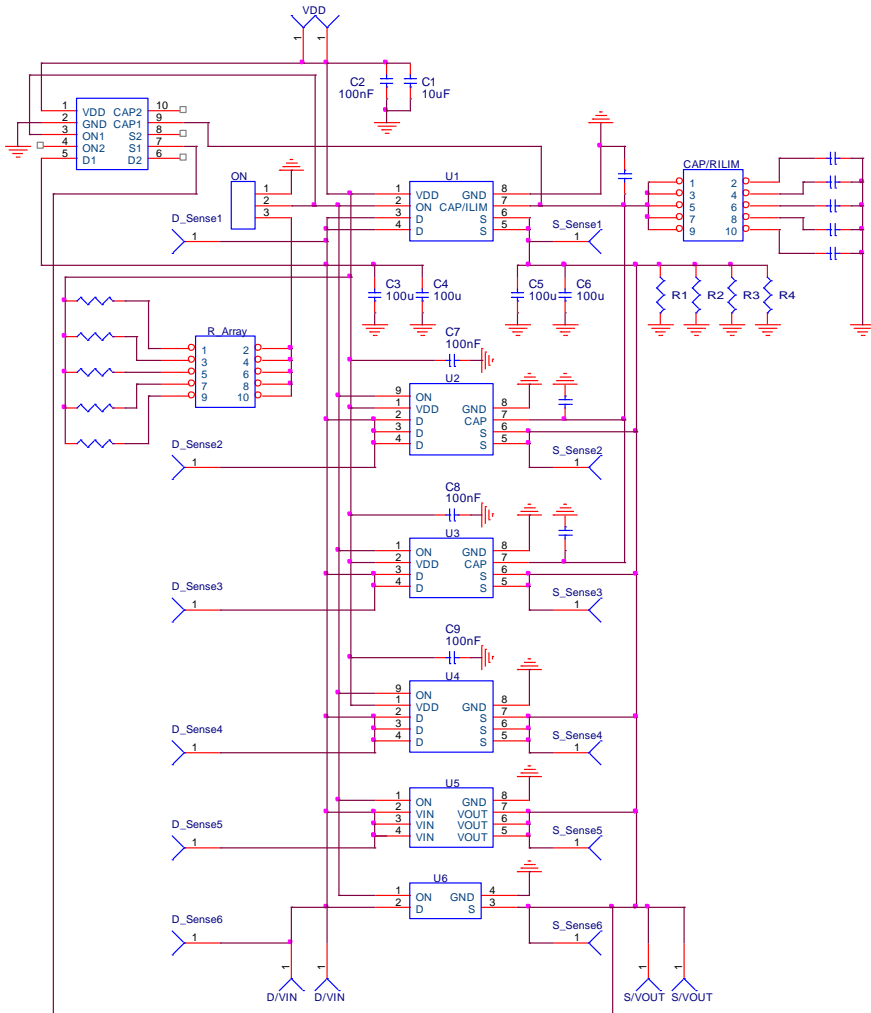 VDD
1 1
C2
100nF
C1
10uF
1 VDD CAP2 10
2 GND CAP1 9
3 ON1 S2 8
4 ON2 S1 7
5 D1 D2 6
ON
1
2
3
U1
1 VDD GND 8
2 ON CAP/ILIM 7
3 D S 6
4 D S 5
CAP/RILIM
1 2
3 4
5 6
7 8
9 10
D_Sense1
1
S_Sense1
1
C3
100u
C4
100u
C5
100u
C6
100u
R1 R2 R3 R4
R_Array
1 2
3 4
5 6
7 8
9 10
C7
100nF
U2
9 ON
1 VDD GND 8
2 D CAP 7
3 D S 6
4 D S 5
D_Sense2
1
S_Sense2
1
C8
100nF
U3
1 ON GND 8
2 VDD CAP 7
3 D S 6
4 D S 5
D_Sense3
1
S_Sense3
1
C9
100nF
U4
9 ON
1 VDD GND 8
2 D S 7
3 D S 6
4 D S 5
D_Sense4
1
S_Sense4
1
U5
1 ON GND 8
2 VIN VOUT 7
3 VIN VOUT 6
4 VIN VOUT 5
D_Sense5
1
S_Sense5
1
U6
1 ON GND 4
2 D S 3
D_Sense6
1
S_Sense6
1
1 1 1 1
D/VIN D/VIN S/VOUT S/VOUT